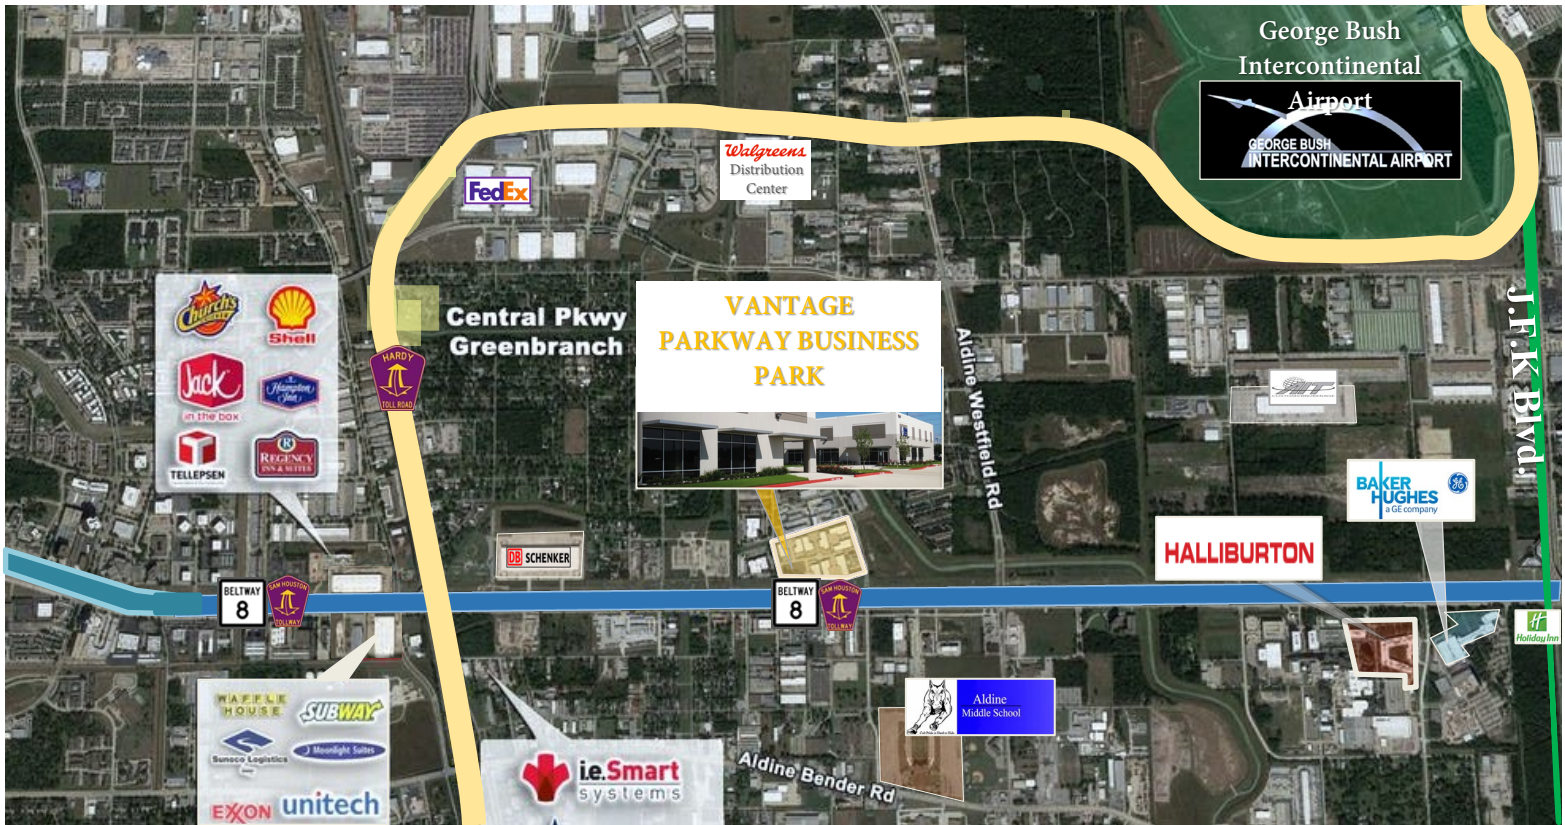 George Bush
Intercontinental
Airport
GEORGE BUSH
INTERCONTINENTAL AIRPORT
Walgreens
Distribution
Center
FedEx
Church's
Shell
Jack
in the box
Hampton
Inn
TELLEPSEN
R
REGENCY
INN & SUITES
Central Pkwy
Greenbranch
HARDY
TOLL ROAD
VANTAGE
PARKWAY BUSINESS
PARK
Aldine Westfield Rd
J.F.K Blvd.
BAKER
HUGHES
a GE company
GE
HALLIBURTON
DB SCHENKER
BELTWAY
8
SAM HOUSTON
TOLLWAY
BELTWAY
8
SAM HOUSTON
TOLLWAY
H
Holiday Inn
WAFFLE
HOUSE
SUBWAY
Sunoco Logistics
Moonlight Suites
EXXON
unitech
i.e.Smart
systems
Aldine
Middle School
Aldine Bender Rd